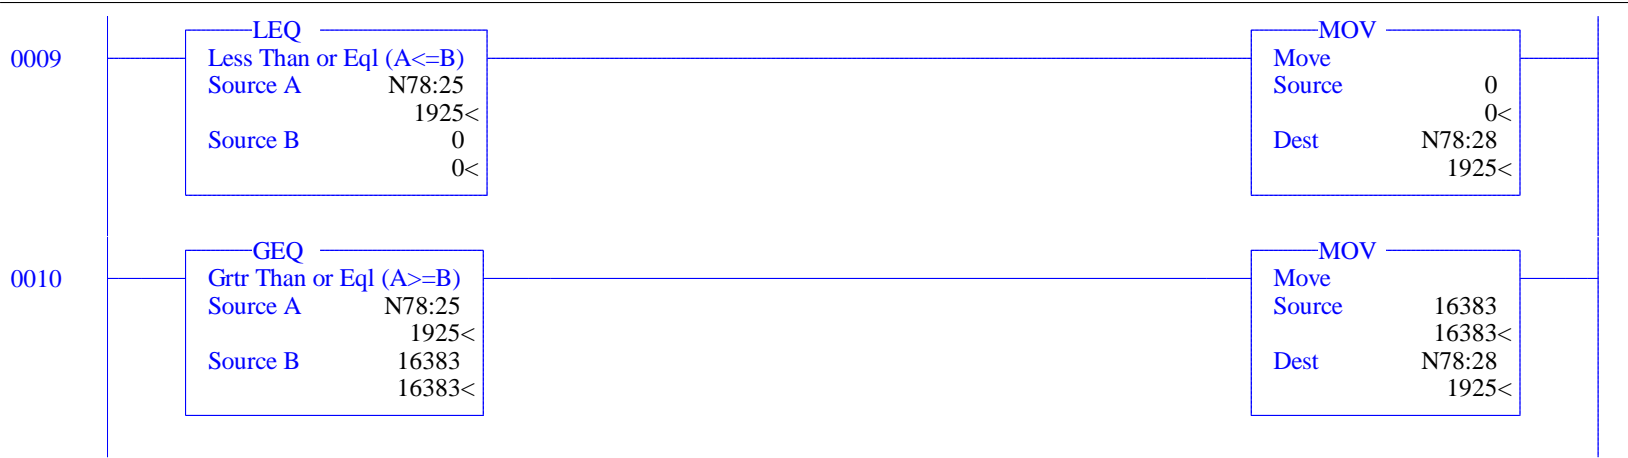 LEQ MOV
0009 Less Than or Eql (A<=B) Move
Source A N78:25 Source 0
1925< 0<
Source B 0 Dest N78:28
0< 1925<
GEQ MOV
0010 Grtr Than or Eql (A>=B) Move
Source A N78:25 Source 16383
1925< 16383<
Source B 16383 Dest N78:28
16383< 1925<